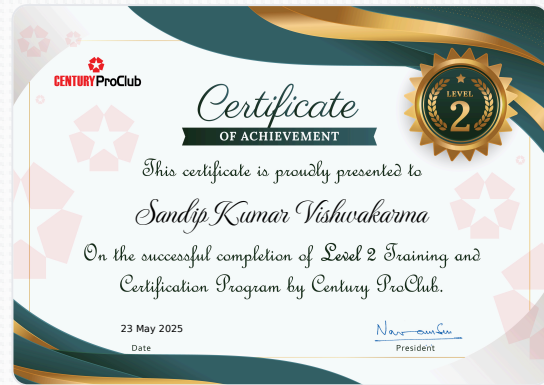 CENTURY ProClub
LEVEL
2
Certificate
OF ACHIEVEMENT
This certificate is proudly presented to
Sandip Kumar Vishwakarma
On the successful completion of Level 2 Training and
Certification Program by Century ProClub.
23 May 2025
Date
President